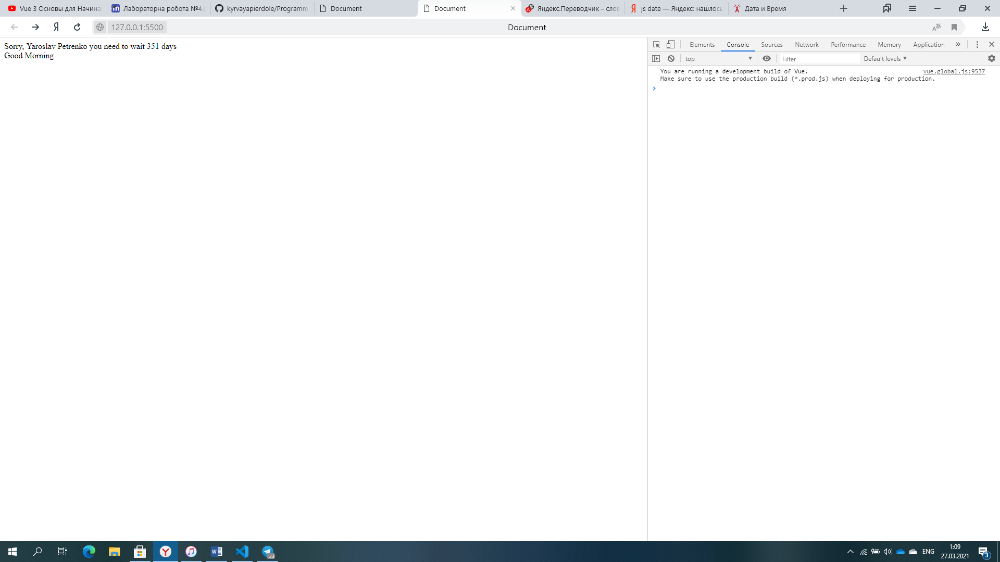 Vue 3 Основы для Начина
Лабораторна робота №4.p
kyrvayapierdole/Programmi
Document
Document
Яндекс.Переводчик – слов
js date — Яндекс: нашлось
Дата и Время
127.0.0.1:5500
Document
Sorry, Yaroslav Petrenko you need to wait 351 days
Good Morning
Elements
Console
Sources
Network
Performance
Memory
Application
top
Filter
Default levels
You are running a development build of Vue.
vue.global.js:9537
Make sure to use the production build (*.prod.js) when deploying for production.
33
ENG
1:09
27.03.2021
3